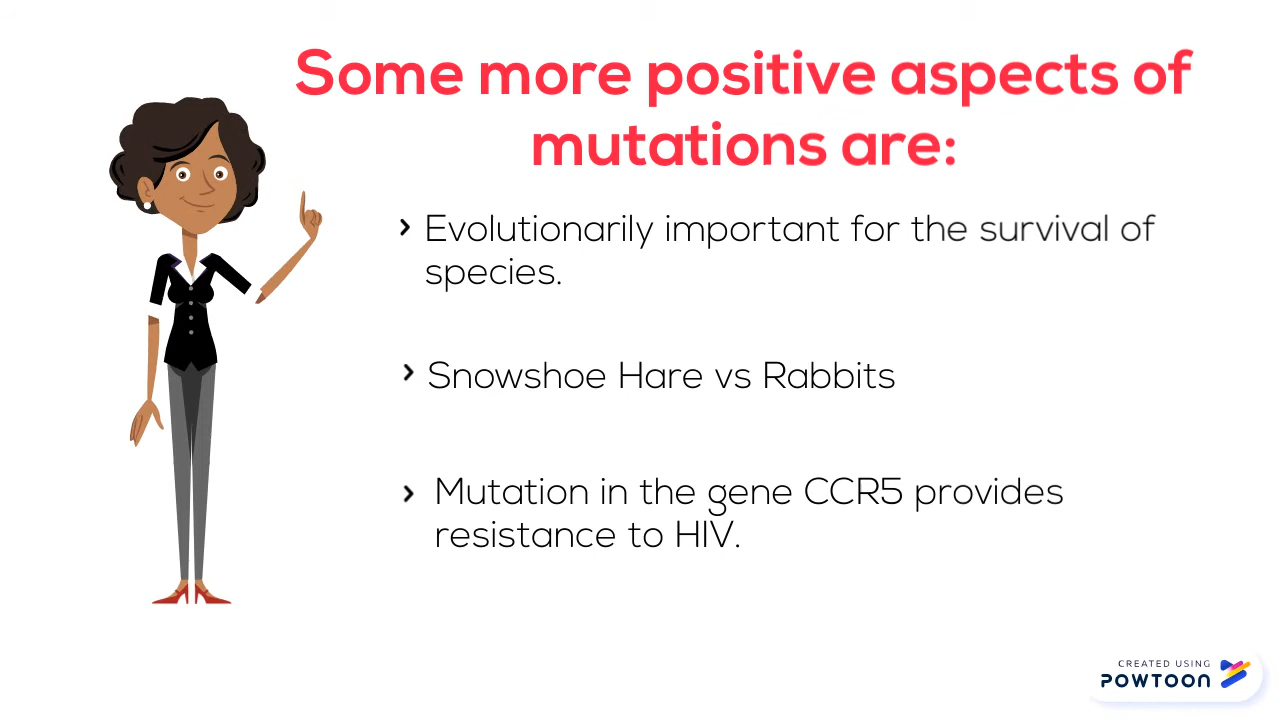 Some more positive aspects of
mutations are:
Evolutionarily important for the survival of
species.
Snowshoe Hare vs Rabbits
Mutation in the gene CCR5 provides
resistance to HIV.
CREATED USING
POWTOON